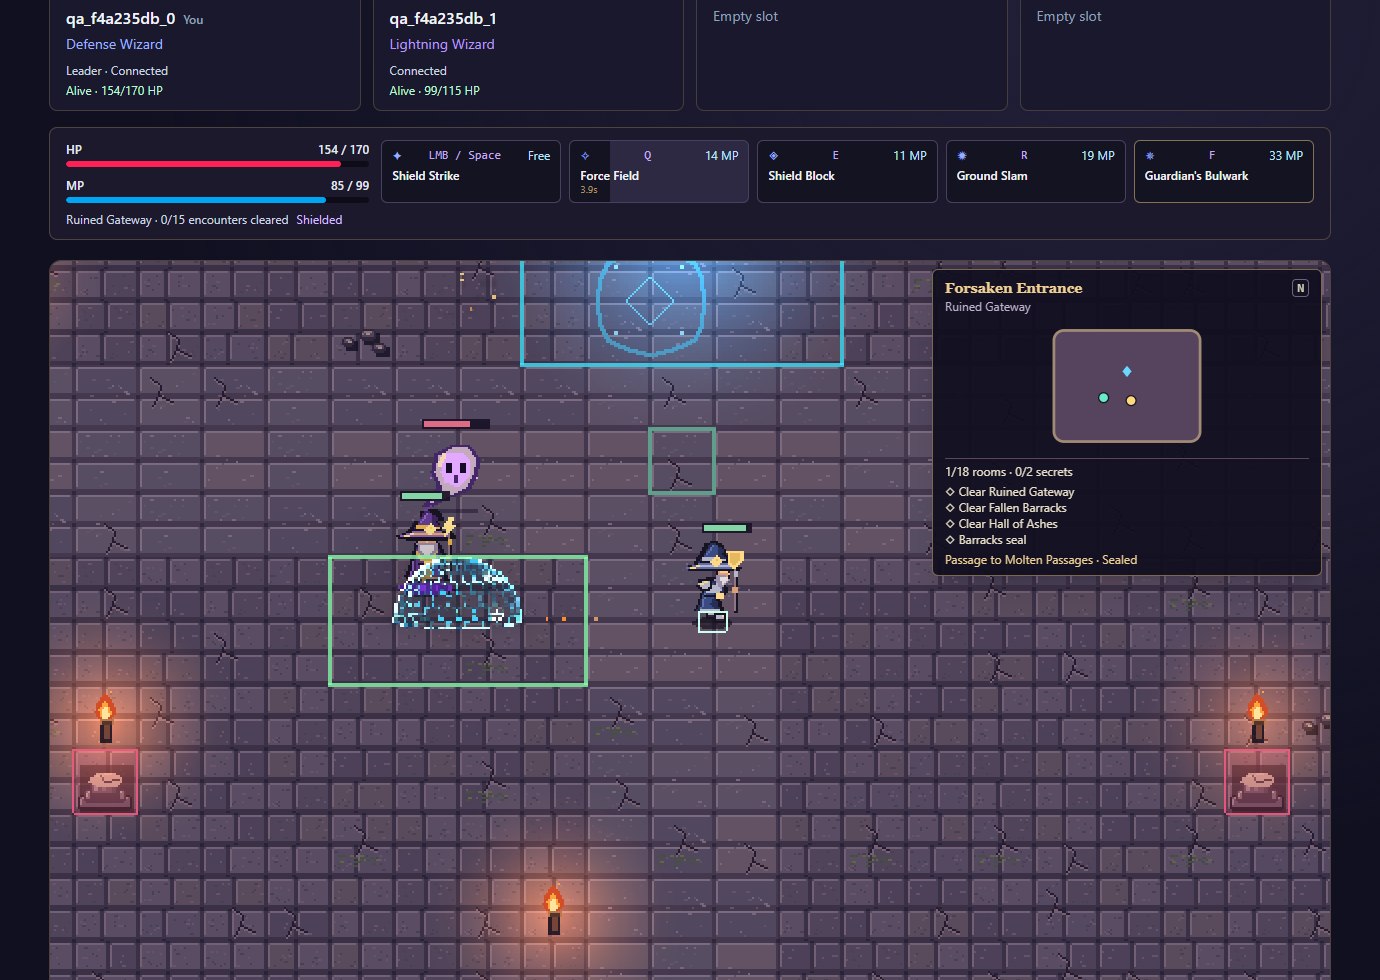 qa_f4a235db_0 You
Defense Wizard
Leader · Connected
Alive · 154/170 HP
qa_f4a235db_1
Lightning Wizard
Connected
Alive · 99/115 HP
Empty slot
Empty slot
HP 154 / 170
MP 85 / 99
Ruined Gateway · 0/15 encounters cleared Shielded
LMB / Space Free
Shield Strike
Q 14 MP
Force Field
3.9s
E 11 MP
Shield Block
R 19 MP
Ground Slam
F 33 MP
Guardian's Bulwark
Forsaken Entrance N
Ruined Gateway
1/18 rooms · 0/2 secrets
◇ Clear Ruined Gateway
◇ Clear Fallen Barracks
◇ Clear Hall of Ashes
◇ Barracks seal
Passage to Molten Passages · Sealed